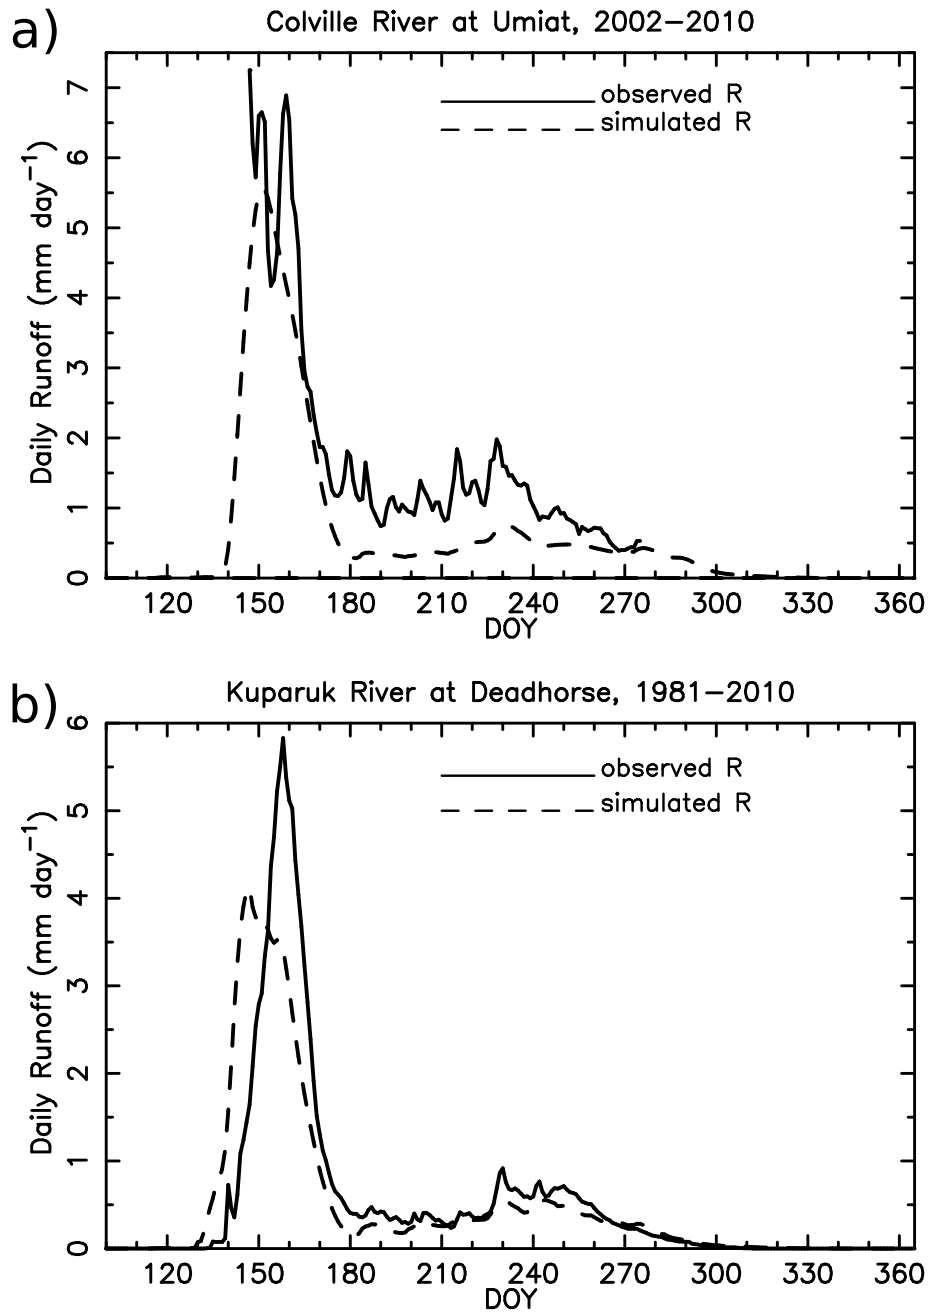 a)
Colville River at Umiat, 2002–2010
observed R
simulated R
Daily Runoff (mm day⁻¹)
7
6
5
4
3
2
1
0
120 150 180 210 240 270 300 330 360
DOY
b)
Kuparuk River at Deadhorse, 1981–2010
observed R
simulated R
Daily Runoff (mm day⁻¹)
6
5
4
3
2
1
0
120 150 180 210 240 270 300 330 360
DOY